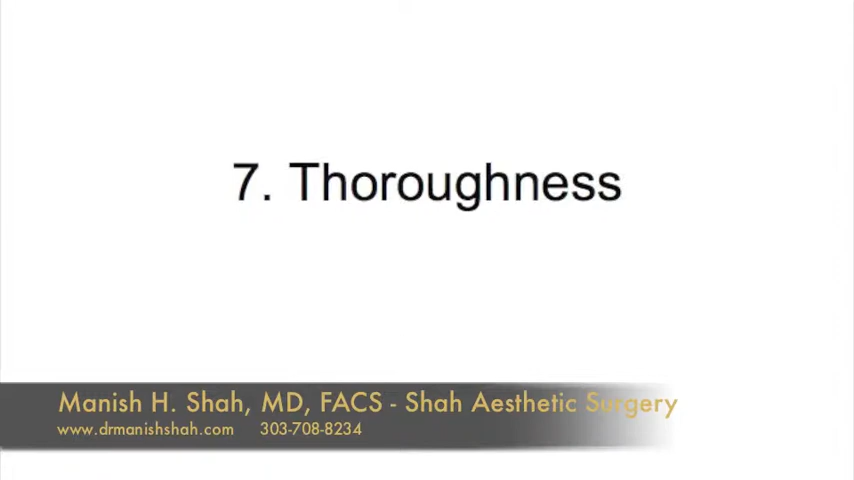 7. Thoroughness
Manish H. Shah, MD, FACS - Shah Aesthetic Surgery
www.drmanishshah.com 303-708-8234